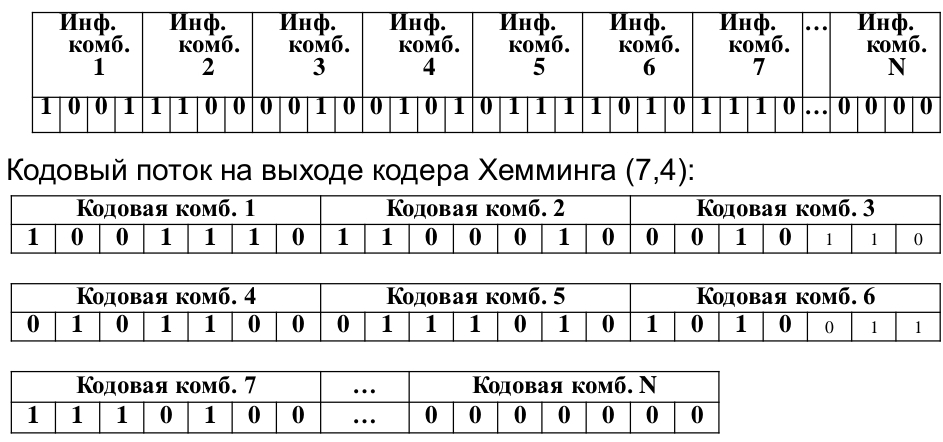 Инф. Инф. Инф. Инф. Инф. Инф. Инф. ... Инф.
комб. комб. комб. комб. комб. комб. комб. комб.
1 2 3 4 5 6 7 N
1 0 0 1 1 1 0 0 0 0 1 0 0 1 0 1 0 1 1 1 1 0 1 0 1 1 1 0 ... 0 0 0 0
Кодовый поток на выходе кодера Хемминга (7,4):
Кодовая комб. 1 Кодовая комб. 2 Кодовая комб. 3
1 0 0 1 1 1 0 1 1 0 0 0 1 0 0 0 1 0 1 1 0
Кодовая комб. 4 Кодовая комб. 5 Кодовая комб. 6
0 1 0 1 1 0 0 0 1 1 1 0 1 0 1 0 1 0 0 1 1
Кодовая комб. 7 ... Кодовая комб. N
1 1 1 0 1 0 0 ... 0 0 0 0 0 0 0